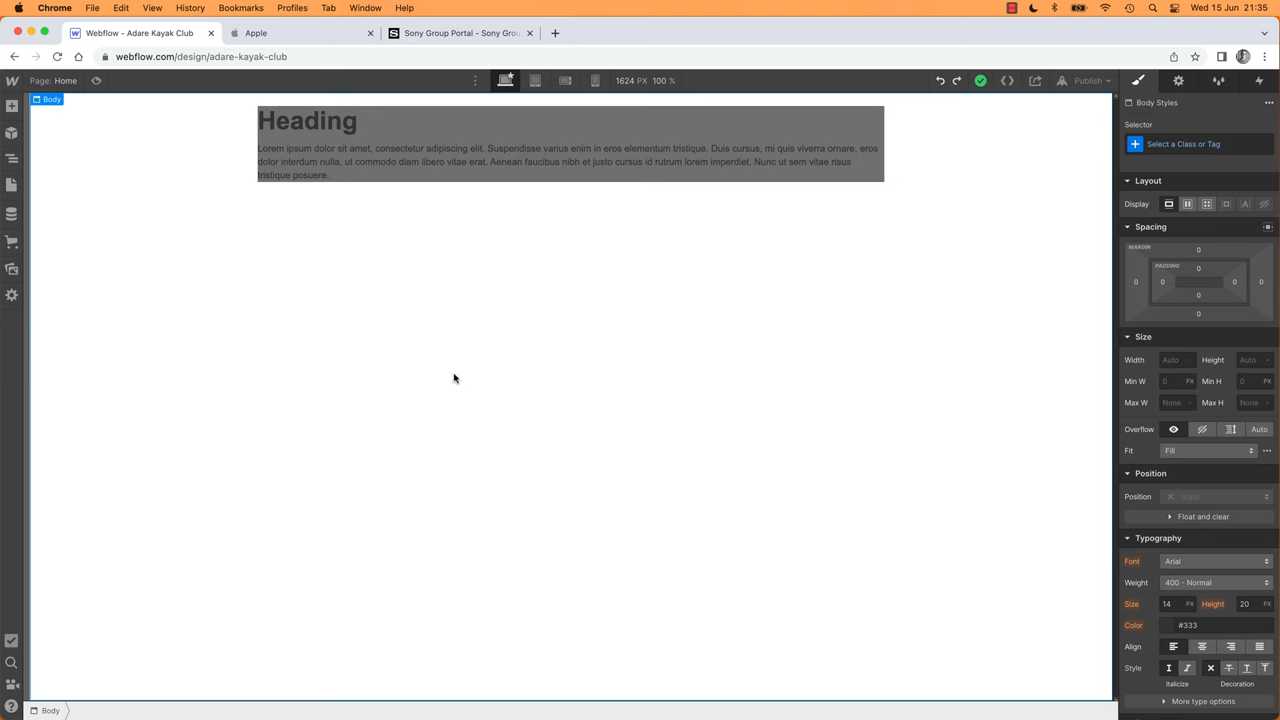 Chrome File Edit View History Bookmarks Profiles Tab Window Help Wed 15 Jun 21:35
Webflow - Adare Kayak Club Apple Sony Group Portal - Sony Grou
webflow.com/design/adare-kayak-club
Page: Home 1624 PX 100 % Publish
Body
Body Styles
Heading
Lorem ipsum dolor sit amet, consectetur adipiscing elit. Suspendisse varius enim in eros elementum tristique. Duis cursus, mi quis viverra ornare, eros
dolor interdum nulla, ut commodo diam libero vitae erat. Aenean faucibus nibh et justo cursus id rutrum lorem imperdiet. Nunc ut sem vitae risus
tristique posuere.
Selector
Select a Class or Tag
Layout
Display
Spacing
MARGIN
0
PADDING
0
0 0 0 0
0
0
Size
Width Auto - Height Auto -
Min W 0 PX Min H 0 PX
Max W None - Max H None -
Overflow Auto
Fit Fill
Position
Position Static
Float and clear
Typography
Font Arial
Weight 400 - Normal
Size 14 PX Height 20 PX
Color #333
Align
Style
Italicize Decoration
More type options
Body